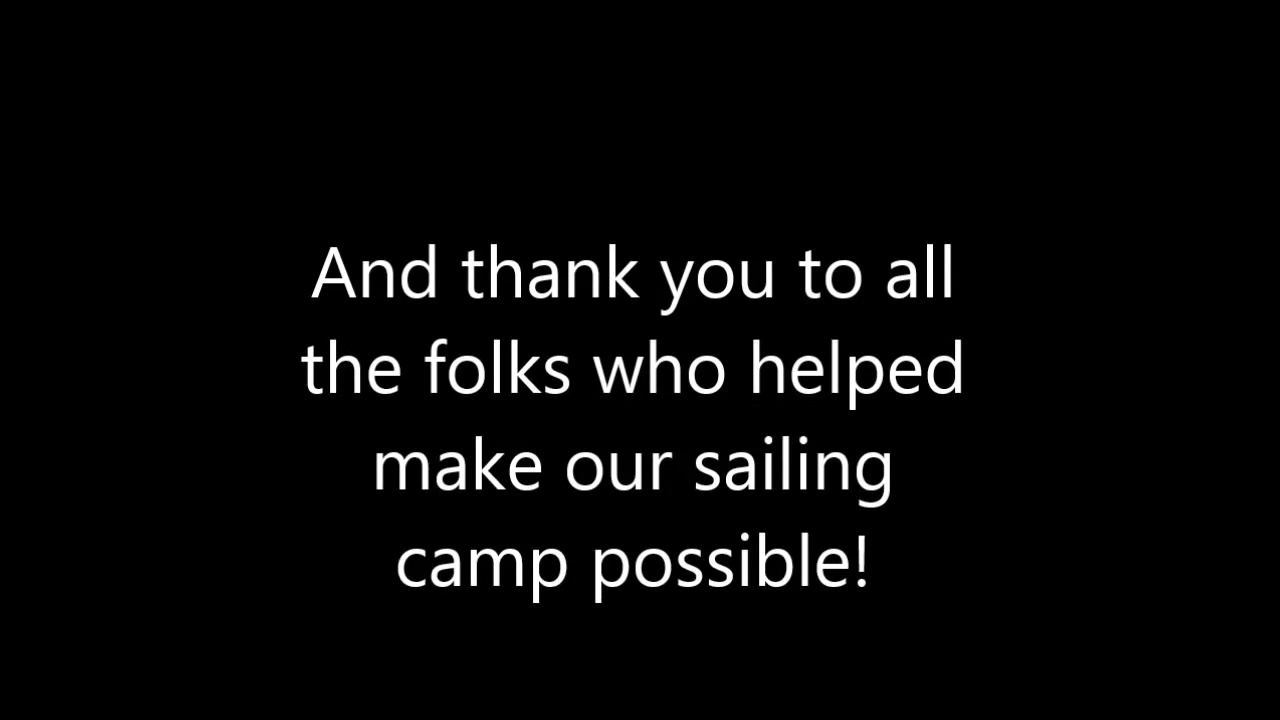 And thank you to all
the folks who helped
make our sailing
camp possible!